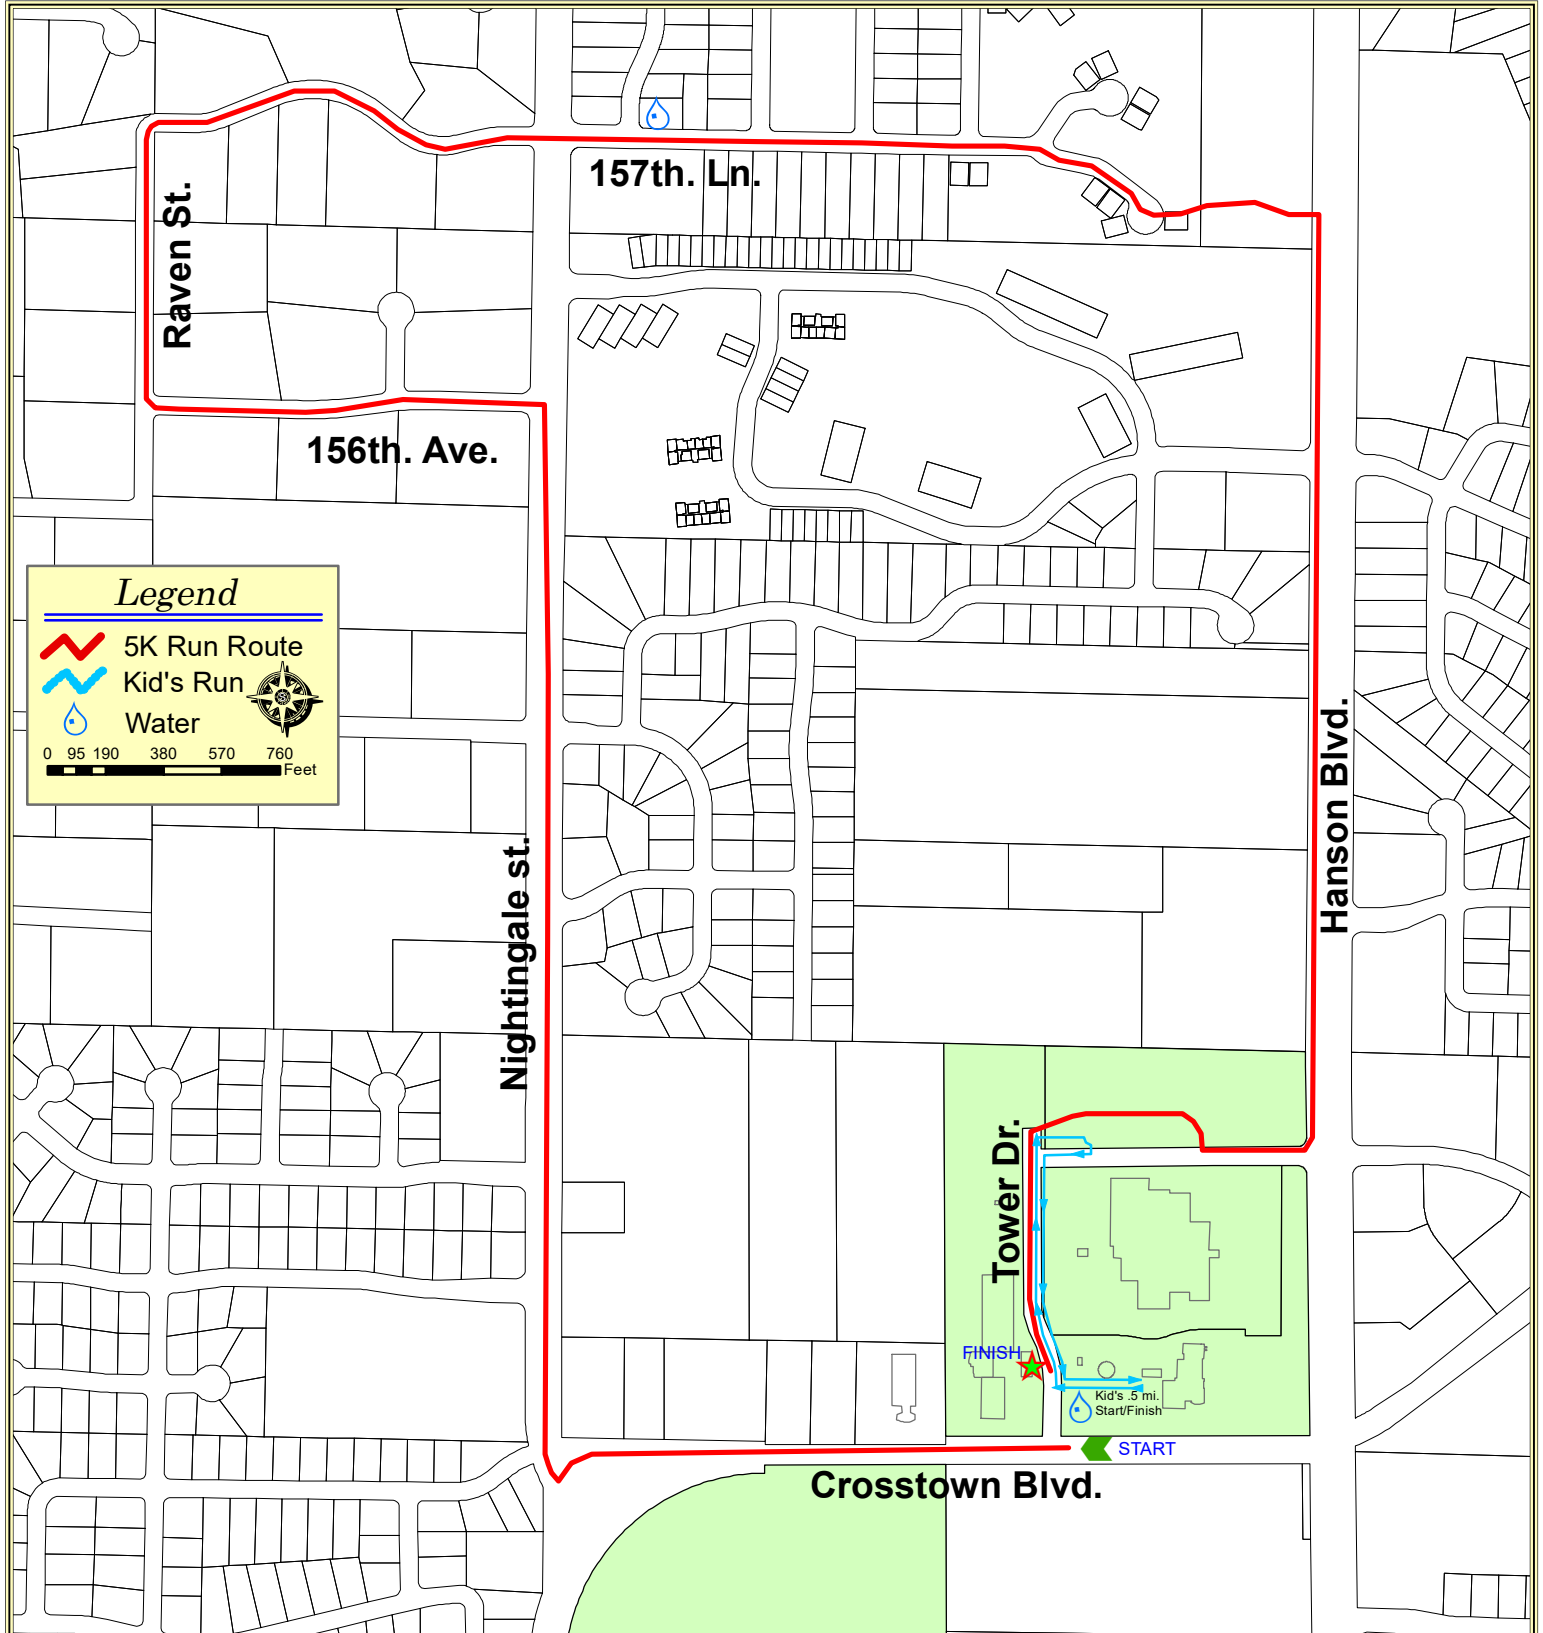 157th. Ln.
Raven St.
156th. Ave.
Legend
5K Run Route
Kid's Run
Water
0 95 190 380 570 760
Feet
Hanson Blvd.
Nightingale st.
Tower Dr.
FINISH
Kid's .5 mi.
Start/Finish
START
Crosstown Blvd.